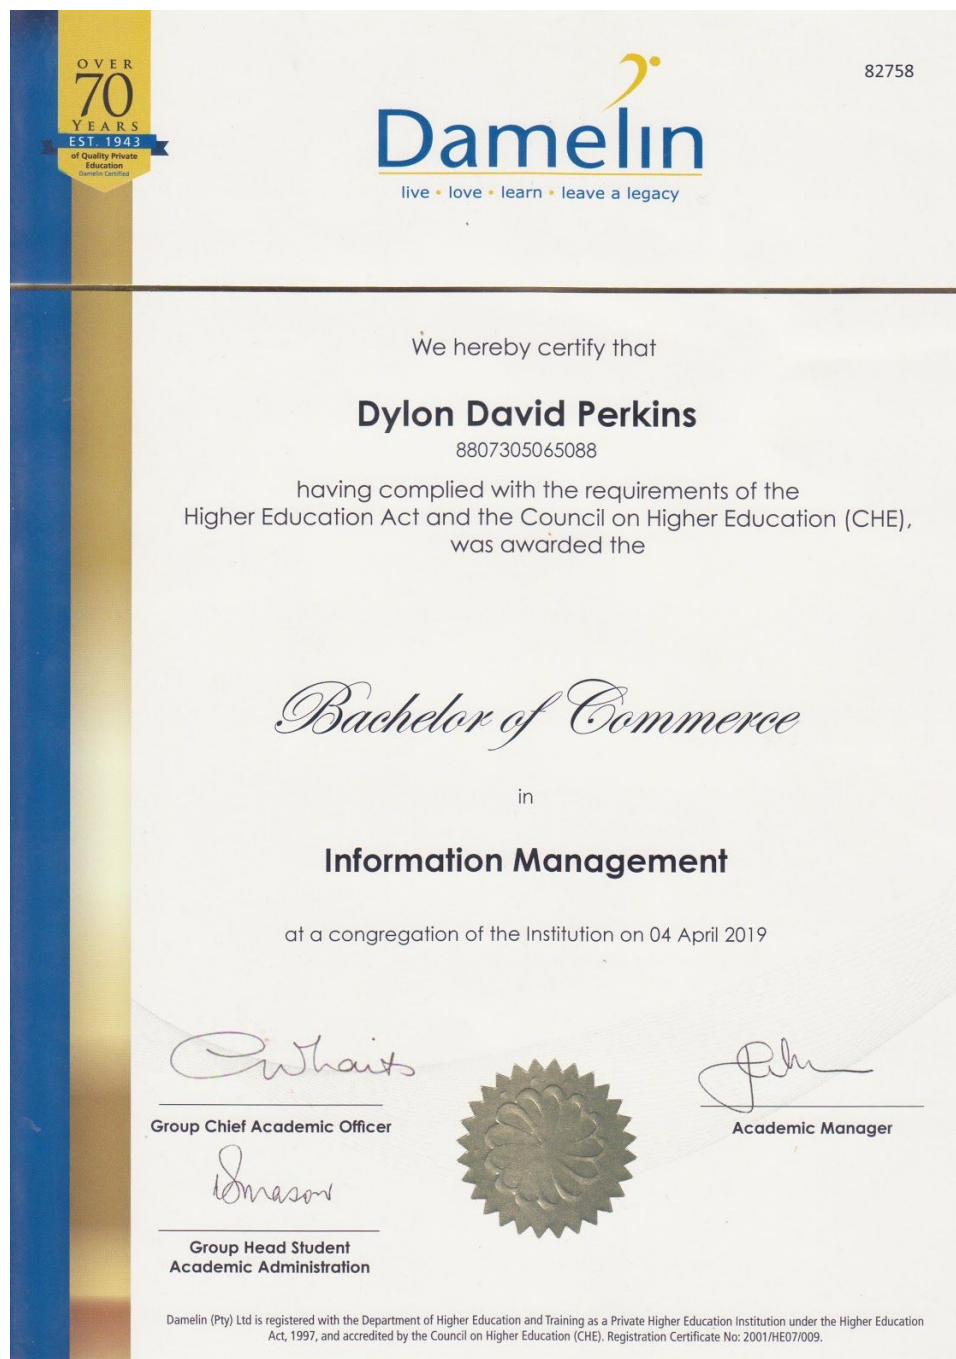 OVER
70
YEARS
EST. 1943
of Quality Private
Education
Damelin Certified
82758
Damelin
live • love • learn • leave a legacy
We hereby certify that
Dylon David Perkins
8807305065088
having complied with the requirements of the
Higher Education Act and the Council on Higher Education (CHE),
was awarded the
Bachelor of Commerce
in
Information Management
at a congregation of the Institution on 04 April 2019
Group Chief Academic Officer
Academic Manager
Group Head Student
Academic Administration
Damelin (Pty) Ltd is registered with the Department of Higher Education and Training as a Private Higher Education Institution under the Higher Education
Act, 1997, and accredited by the Council on Higher Education (CHE). Registration Certificate No: 2001/HE07/009.